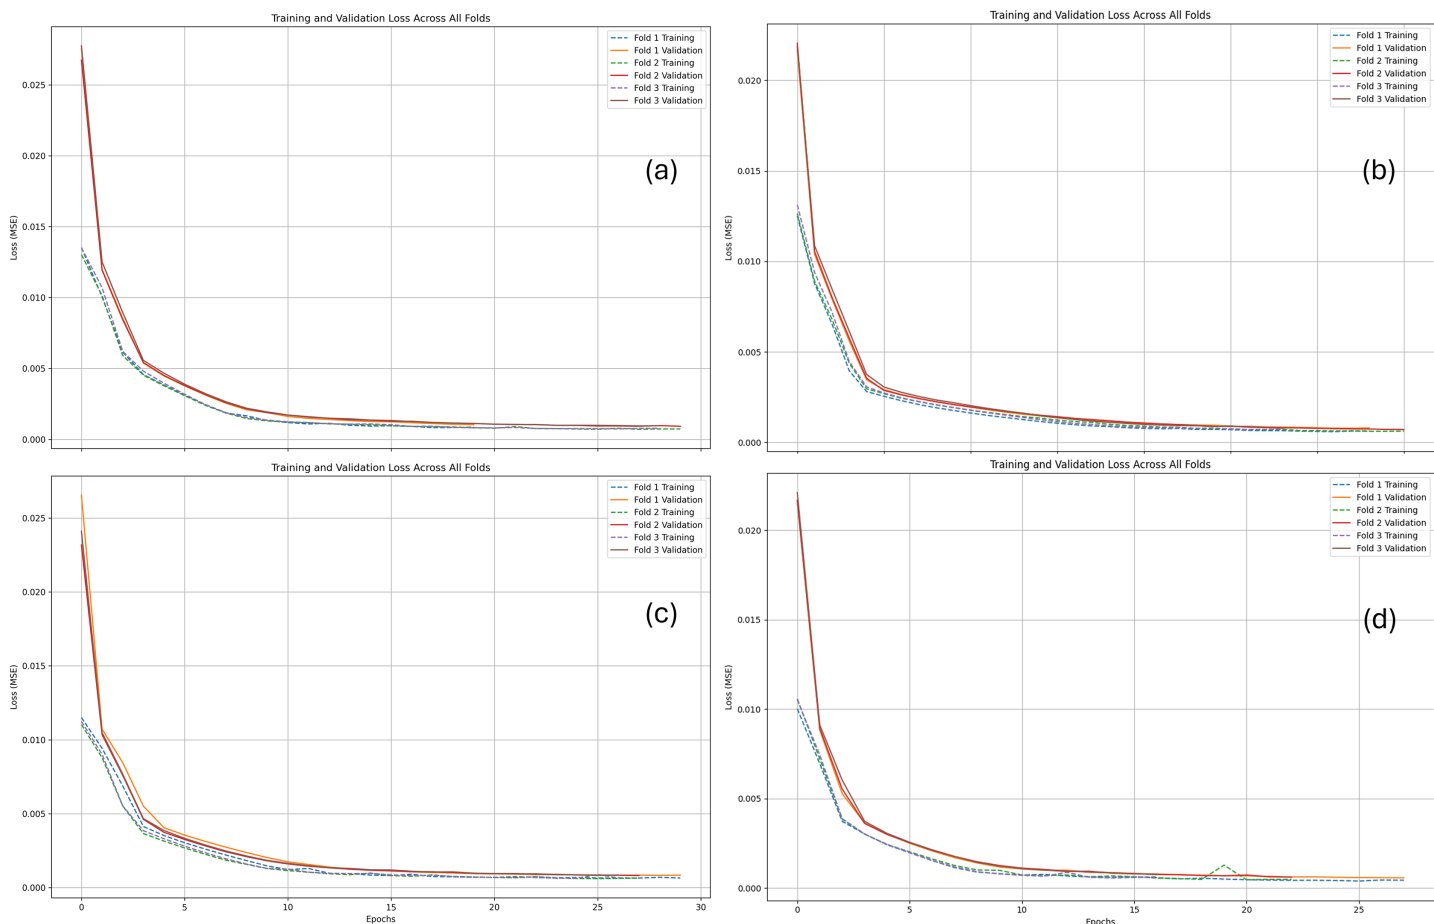 Training and Validation Loss Across All Folds
Loss (MSE)
0.025
0.020
0.015
0.010
0.005
0.000
0
5
10
15
20
25
30
Fold 1 Training
Fold 1 Validation
Fold 2 Training
Fold 2 Validation
Fold 3 Training
Fold 3 Validation
(a)
Training and Validation Loss Across All Folds
Loss (MSE)
0.020
0.015
0.010
0.005
0.000
Fold 1 Training
Fold 1 Validation
Fold 2 Training
Fold 2 Validation
Fold 3 Training
Fold 3 Validation
(b)
Training and Validation Loss Across All Folds
Loss (MSE)
0.025
0.020
0.015
0.010
0.005
0.000
0
5
10
15
20
25
30
Epochs
Fold 1 Training
Fold 1 Validation
Fold 2 Training
Fold 2 Validation
Fold 3 Training
Fold 3 Validation
(c)
Training and Validation Loss Across All Folds
Loss (MSE)
0.020
0.015
0.010
0.005
0.000
0
5
10
15
20
25
Epochs
Fold 1 Training
Fold 1 Validation
Fold 2 Training
Fold 2 Validation
Fold 3 Training
Fold 3 Validation
(d)